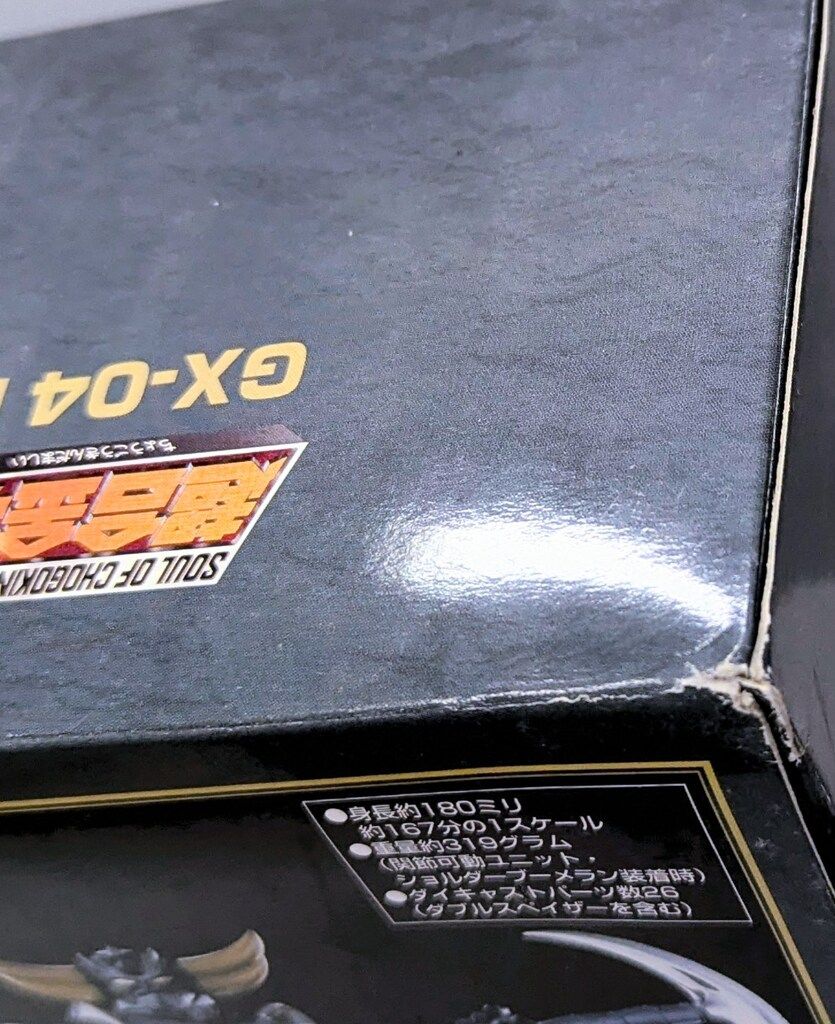 GX-04
ちょうごうきんたましい
超合金
SOUL OF CHOGOKIN
●身長約180ミリ
約167分の1スケール
●重量約319グラム
(関節可動ユニット・
ショルダーブーメラン装着時)
●ダイキャストパーツ数26
(ダブルスペイザーを含む)